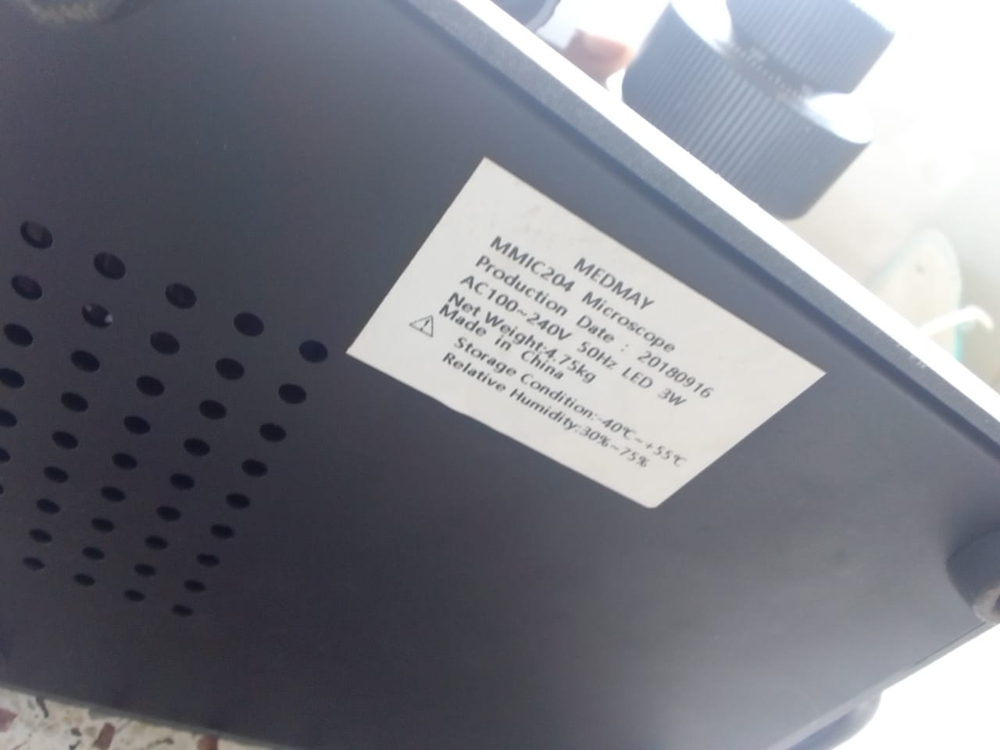 MEDMAY
MMIC204 Microscope
Production Date : 20180916
AC100~240V 50Hz LED 3W
Net Weight:4.75kg
Made in China
Storage Condition:-40℃~+55℃
Relative Humidity:30%~75%